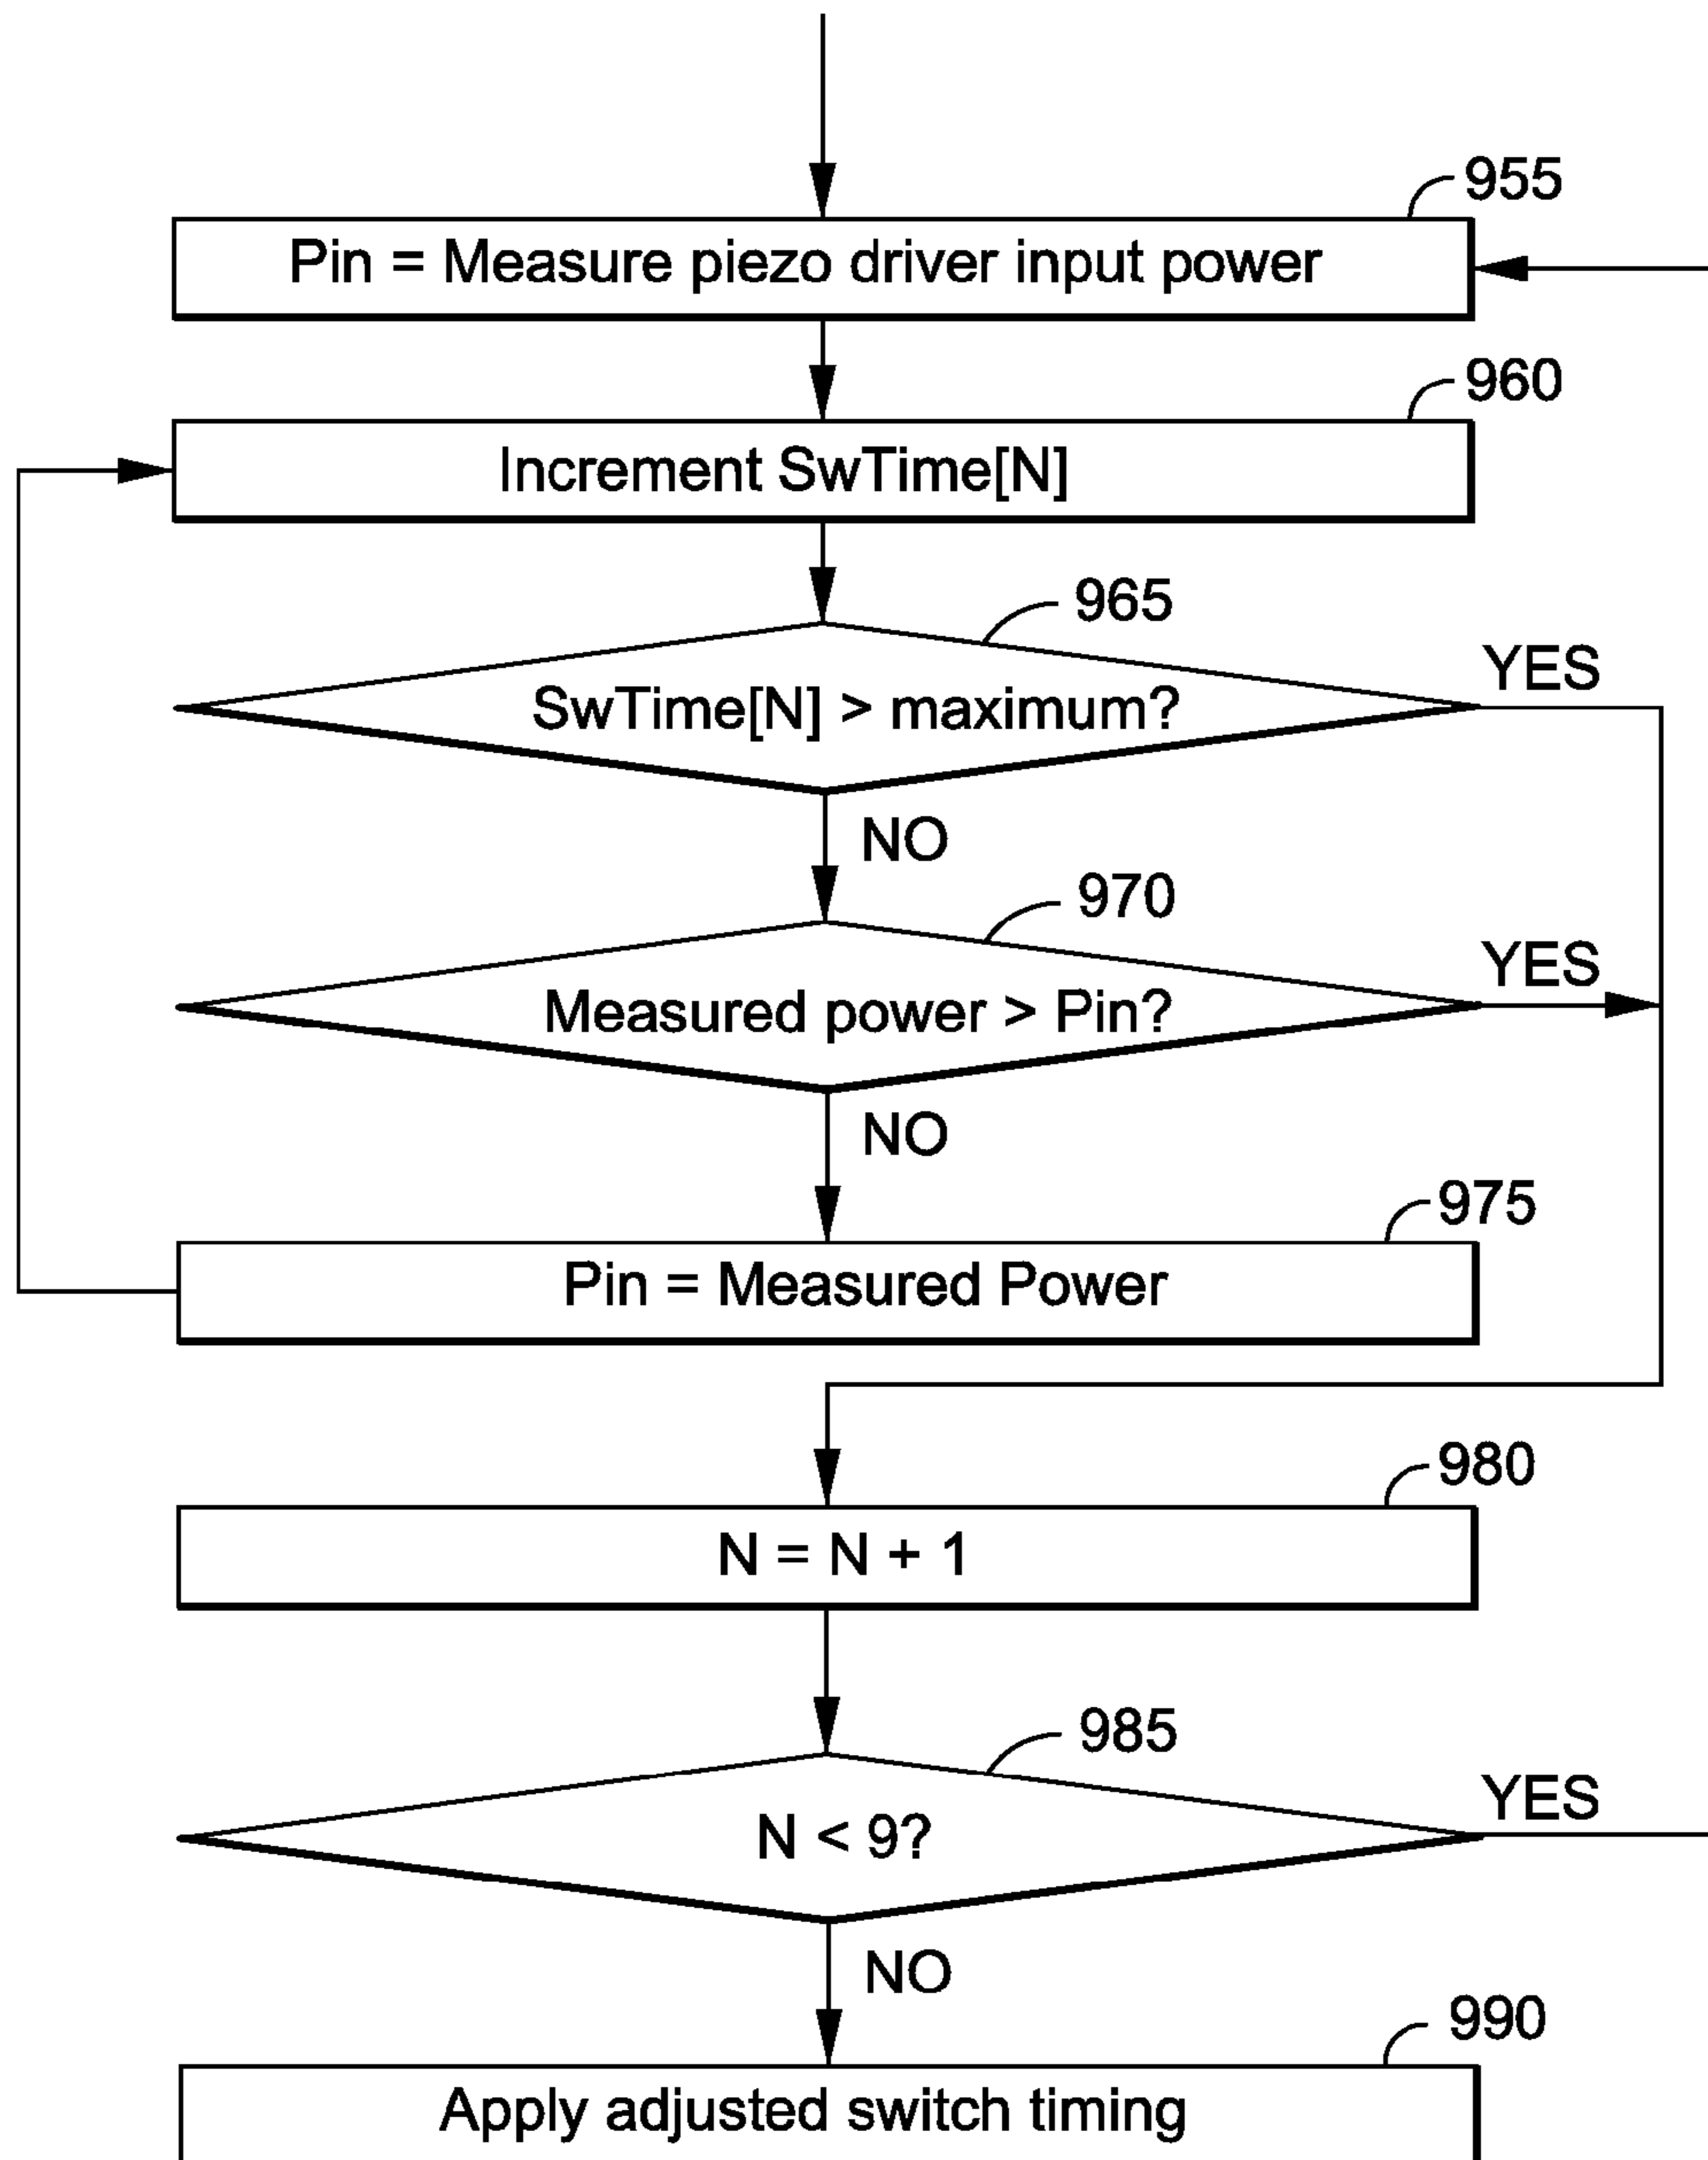 955
Pin = Measure piezo driver input power
960
Increment SwTime[N]
965
SwTime[N] > maximum?
YES
NO
970
Measured power > Pin?
YES
NO
975
Pin = Measured Power
980
N = N + 1
985
N < 9?
YES
NO
990
Apply adjusted switch timing